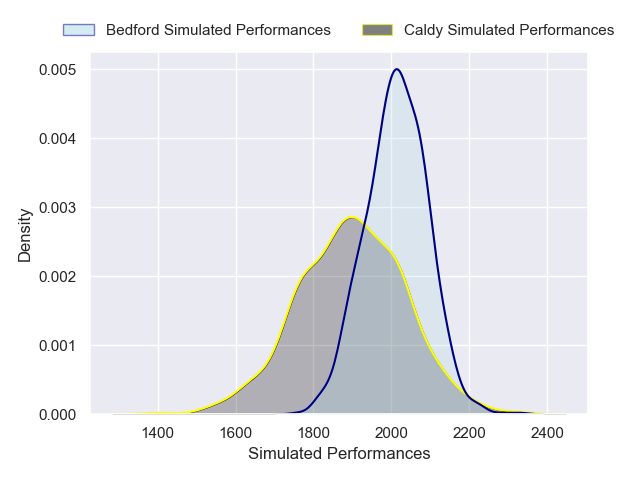 Bedford Simulated Performances
Caldy Simulated Performances
0.005
0.004
0.003
0.002
0.001
0.000
Density
1400 1600 1800 2000 2200 2400
Simulated Performances